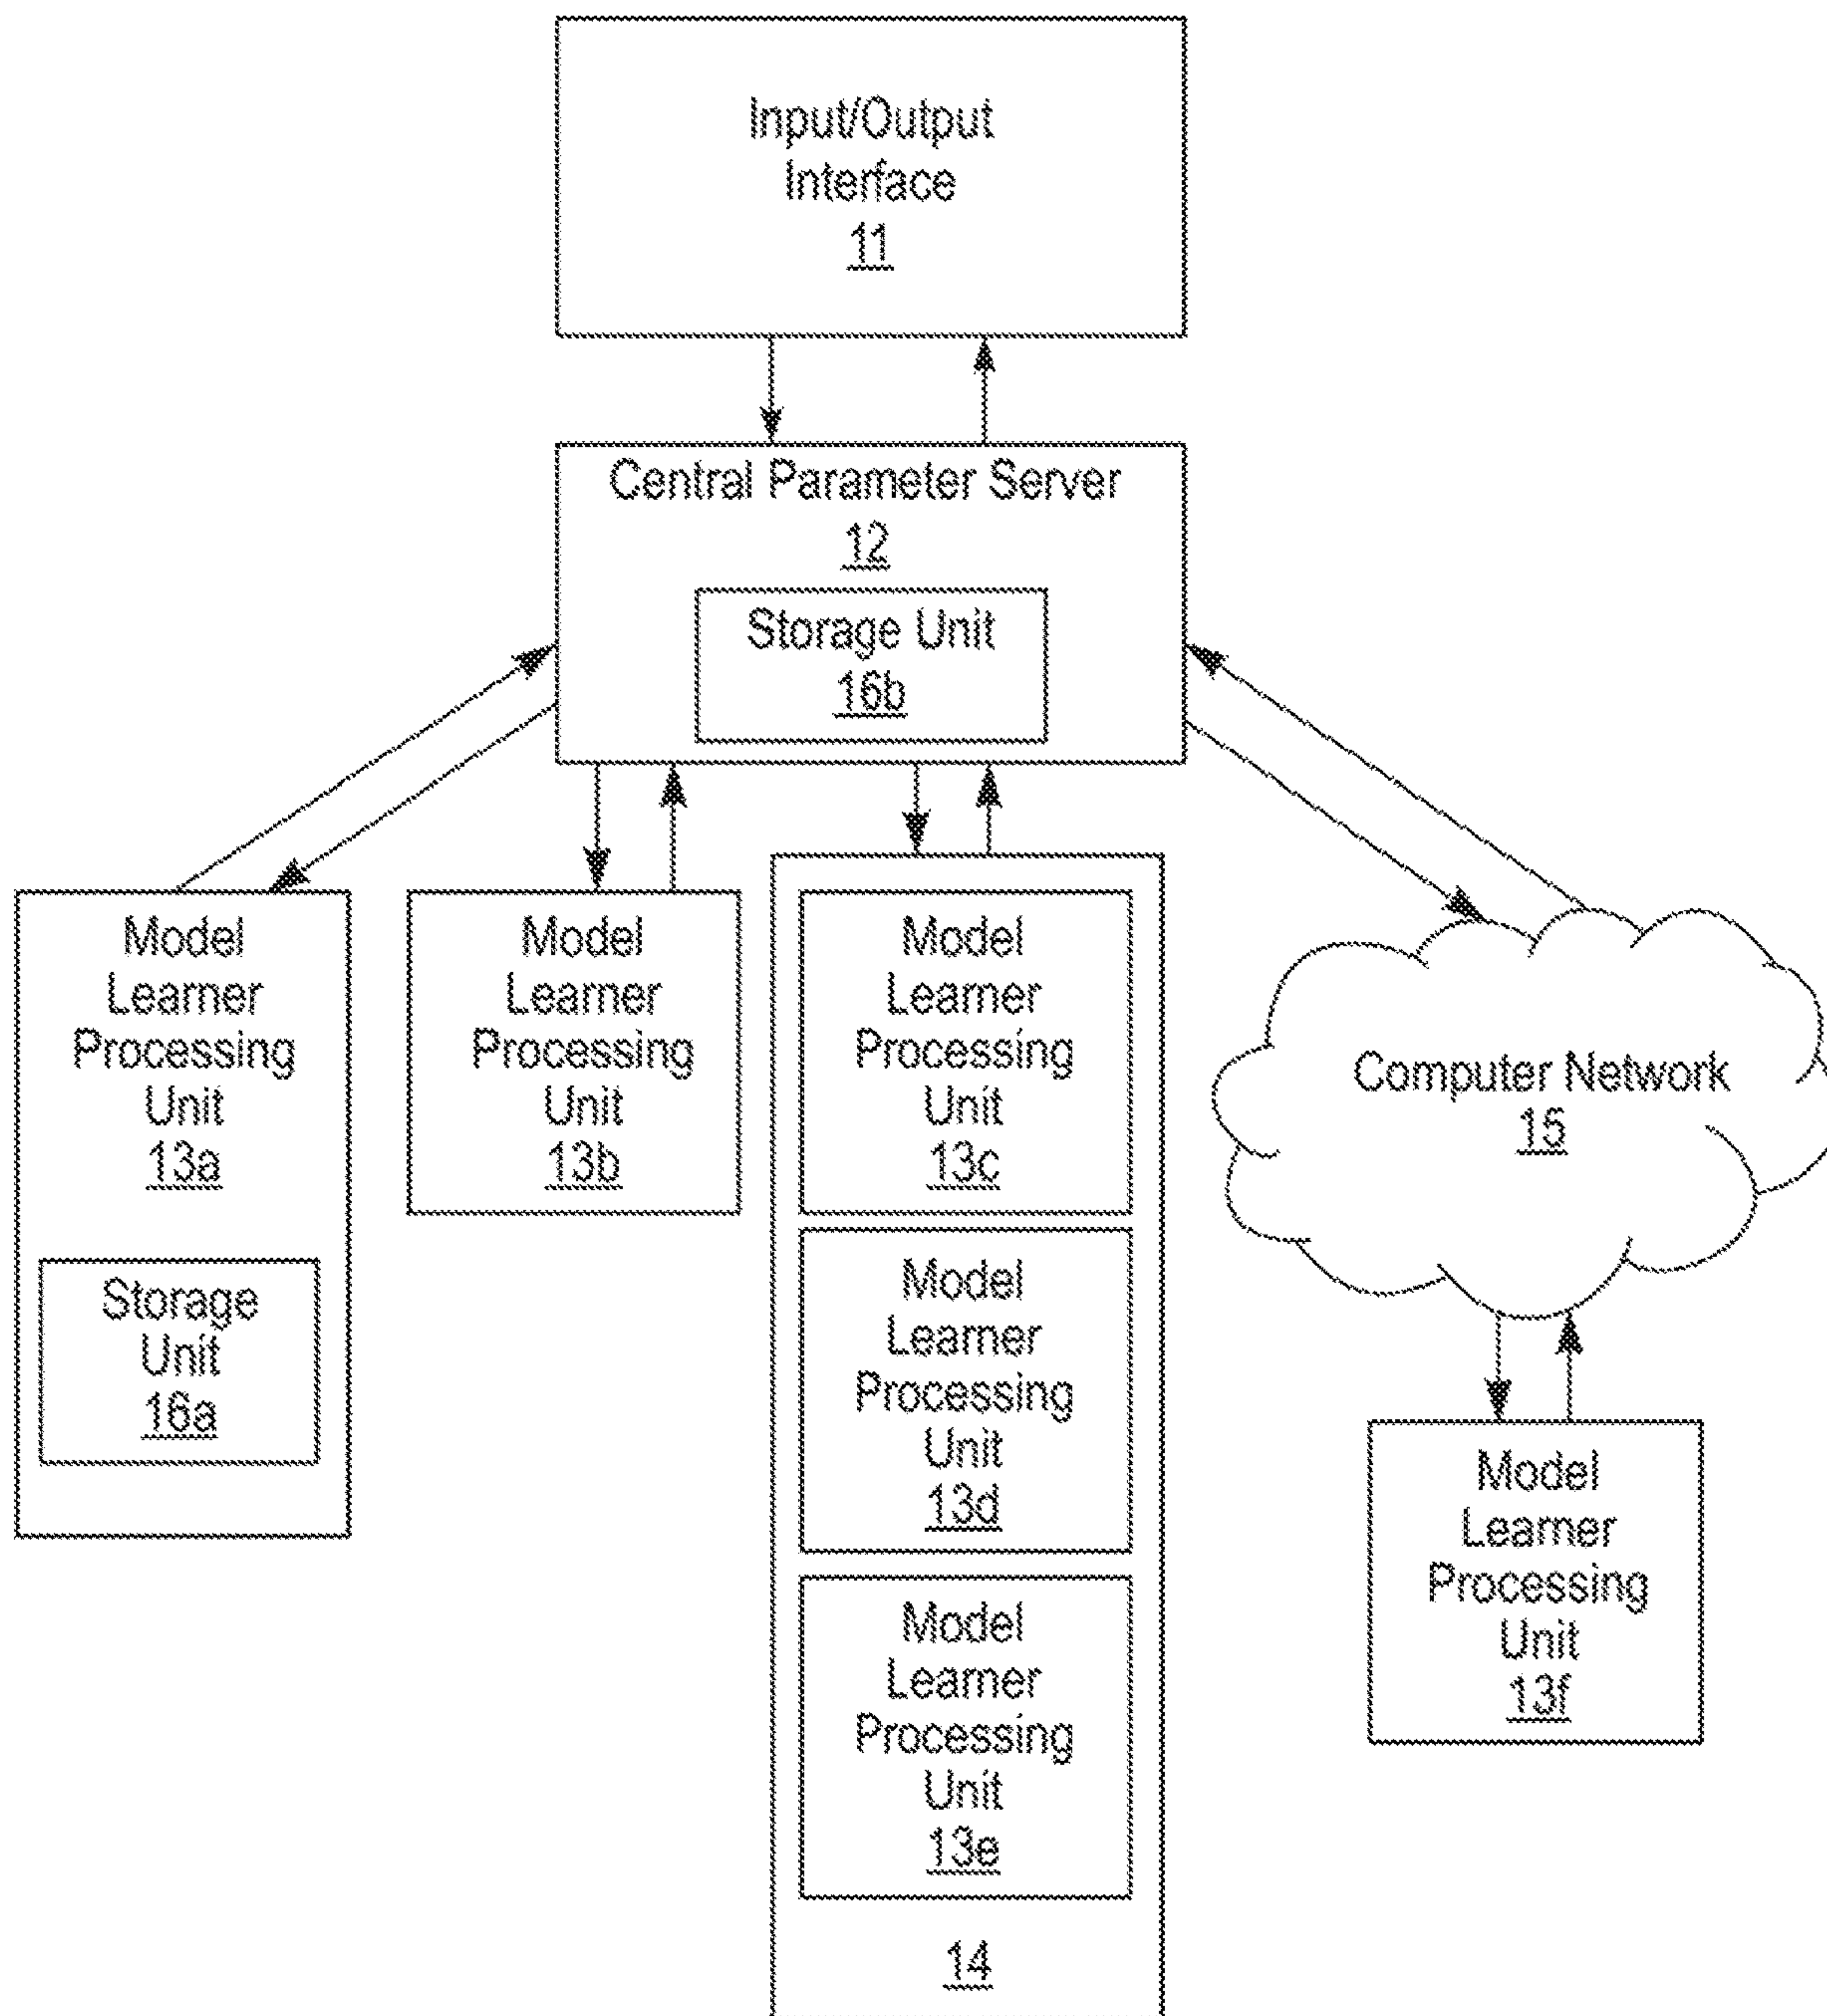 Input/Output
Interface
11
Central Parameter Server
12
Storage Unit
16b
Model
Learner
Processing
Unit
13a
Storage
Unit
16a
Model
Learner
Processing
Unit
13b
Model
Learner
Processing
Unit
13c
Model
Learner
Processing
Unit
13d
Model
Learner
Processing
Unit
13e
14
Computer Network
15
Model
Learner
Processing
Unit
13f